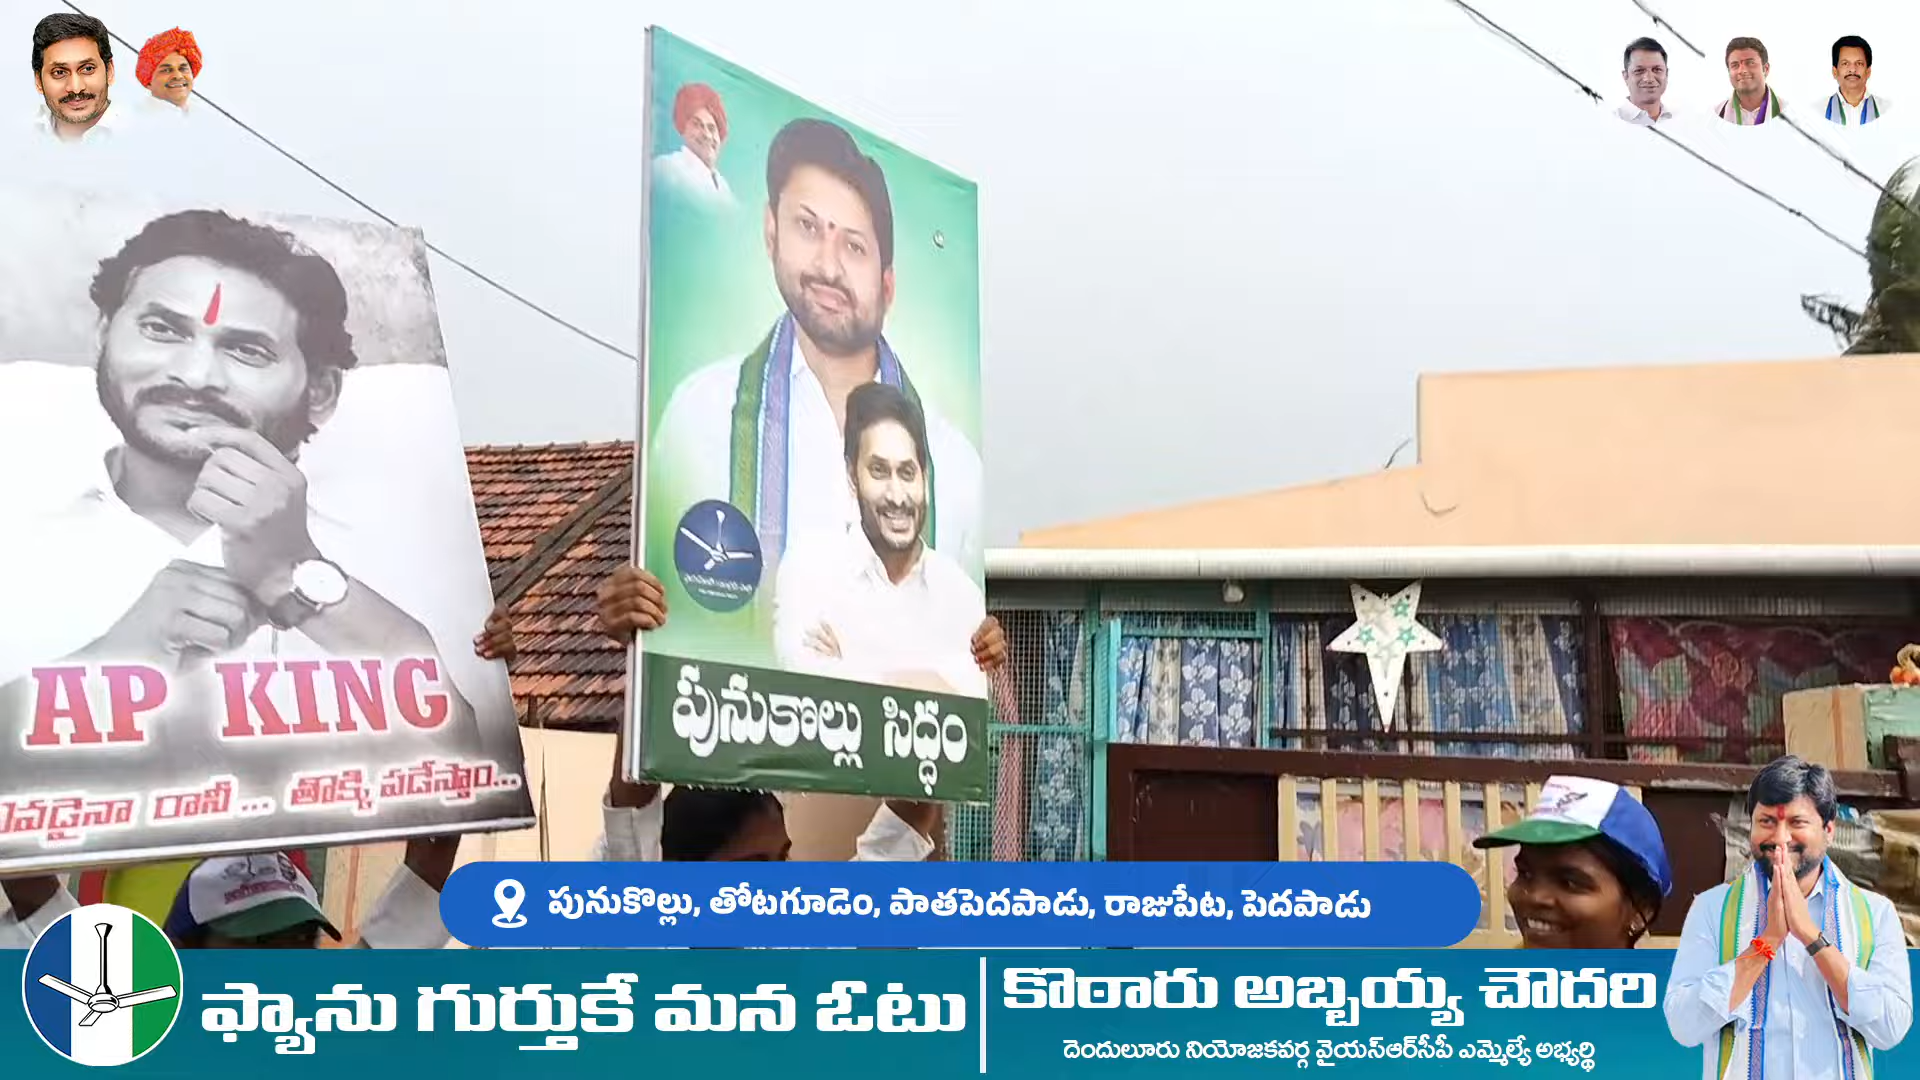 AP KING
ఎవడైనా రానీ... తొక్కి పడేస్తాం...
పునుకొల్లు సిద్ధం
పునుకొల్లు, తోటగూడెం, పాతపెదపాడు, రాజుపేట, పెదపాడు
ఫ్యాను గుర్తుకే మన ఓటు
కొఠారు అబ్బయ్య చౌదరి
దెందులూరు నియోజకవర్గ వైయస్ఆర్‌సీపీ ఎమ్మెల్యే అభ్యర్థి